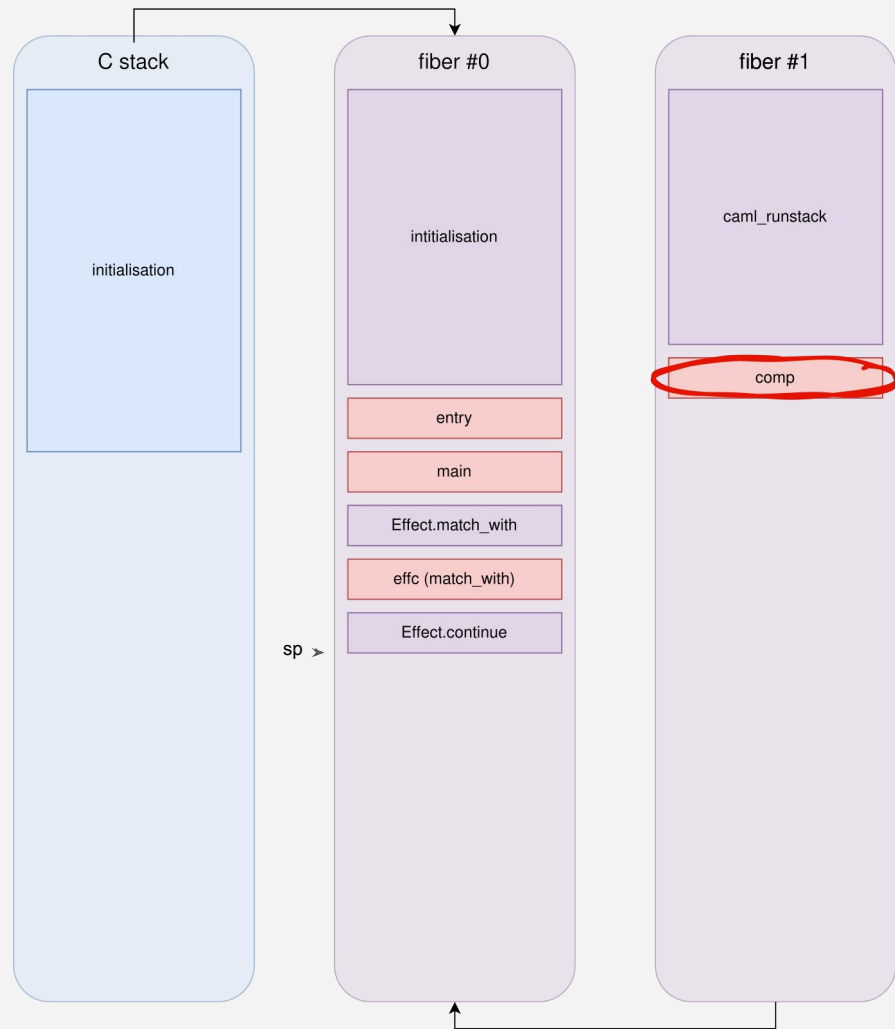 C stack
initialisation
fiber #0
intitialisation
entry
main
Effect.match_with
effc (match_with)
Effect.continue
sp
fiber #1
caml_runstack
comp